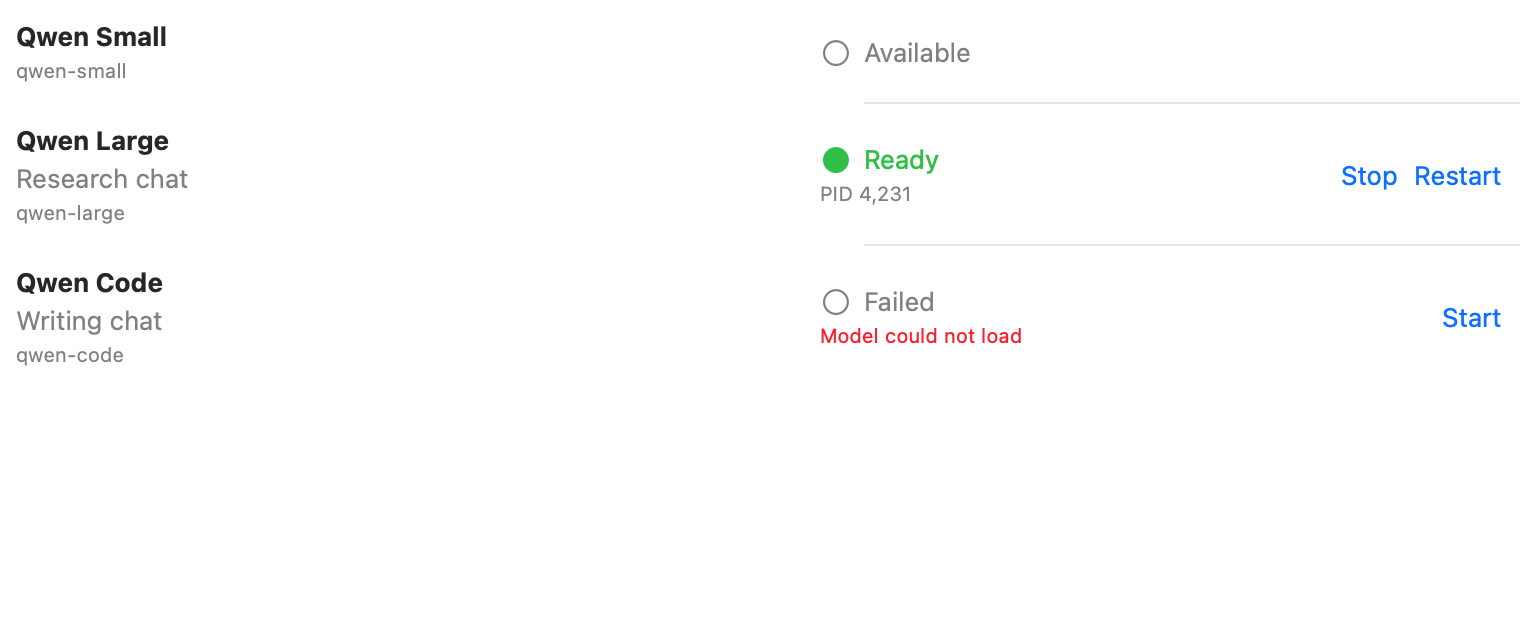 Qwen Small
qwen-small
Available
Qwen Large
Research chat
qwen-large
Ready
PID 4,231
Stop Restart
Qwen Code
Writing chat
qwen-code
Failed
Model could not load
Start